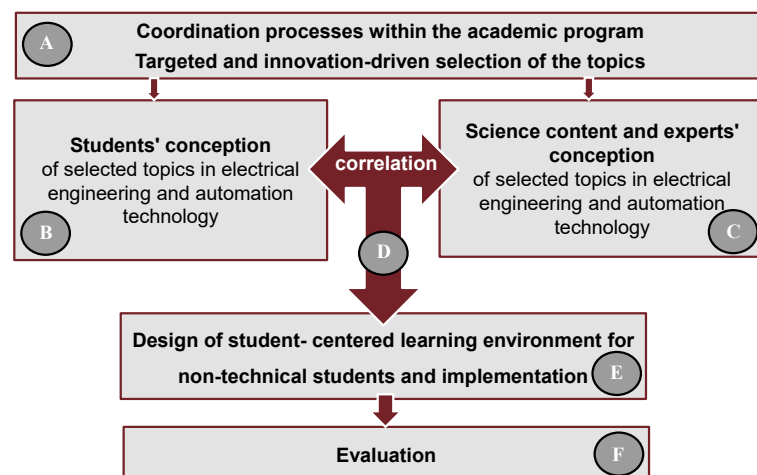 A
Coordination processes within the academic program
Targeted and innovation-driven selection of the topics
Students' conception
of selected topics in electrical
engineering and automation
technology
B
correlation
D
Science content and experts'
conception
of selected topics in electrical
engineering and automation
technology
C
Design of student- centered learning environment for
non-technical students and implementation
E
Evaluation
F